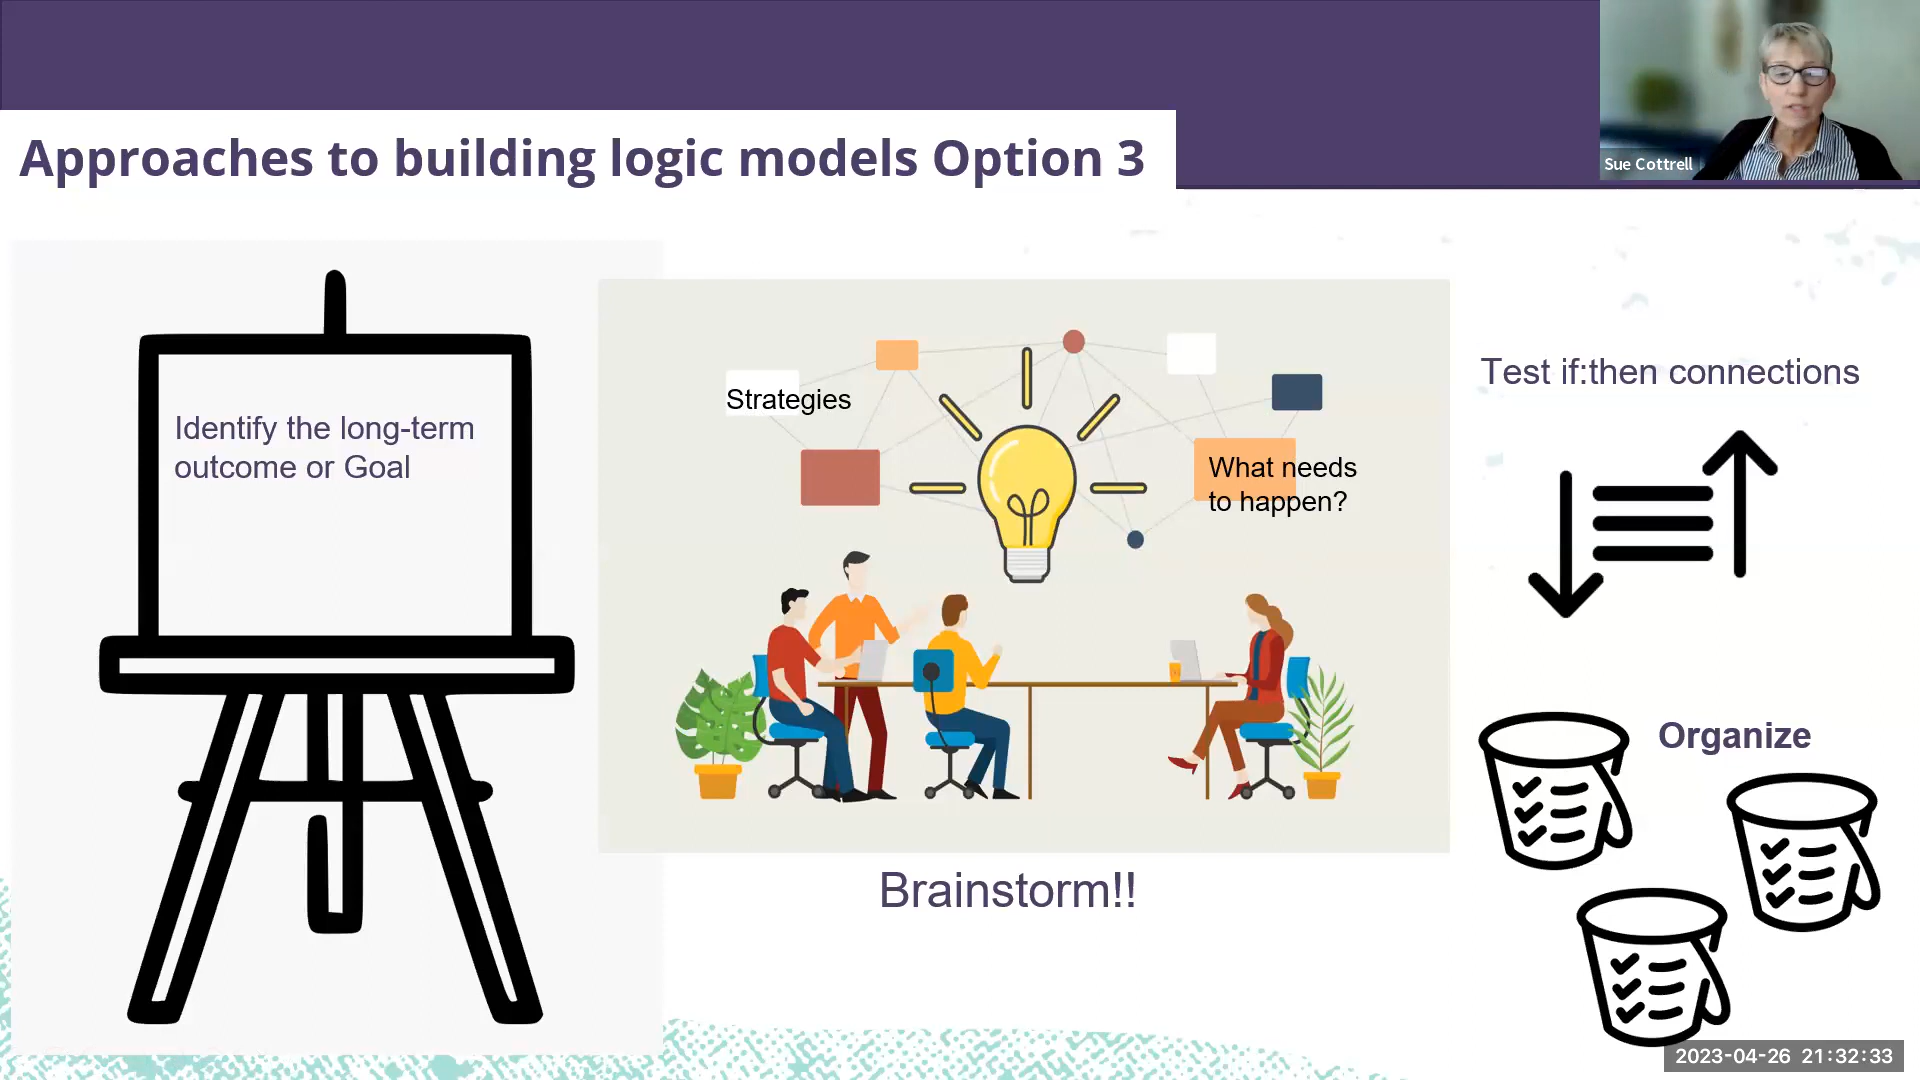 Sue Cottrell
Approaches to building logic models Option 3
Identify the long-term
outcome or Goal
Strategies
What needs
to happen?
Brainstorm!!
Test if:then connections
Organize
2023-04-26 21:32:33